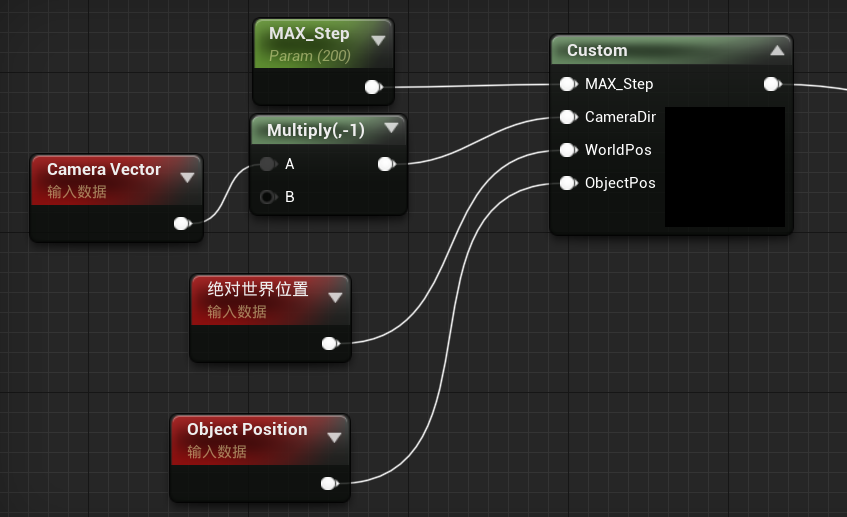 MAX_Step
Param (200)
Custom
MAX_Step
CameraDir
WorldPos
ObjectPos
Multiply(,-1)
A
B
Camera Vector
输入数据
绝对世界位置
输入数据
Object Position
输入数据